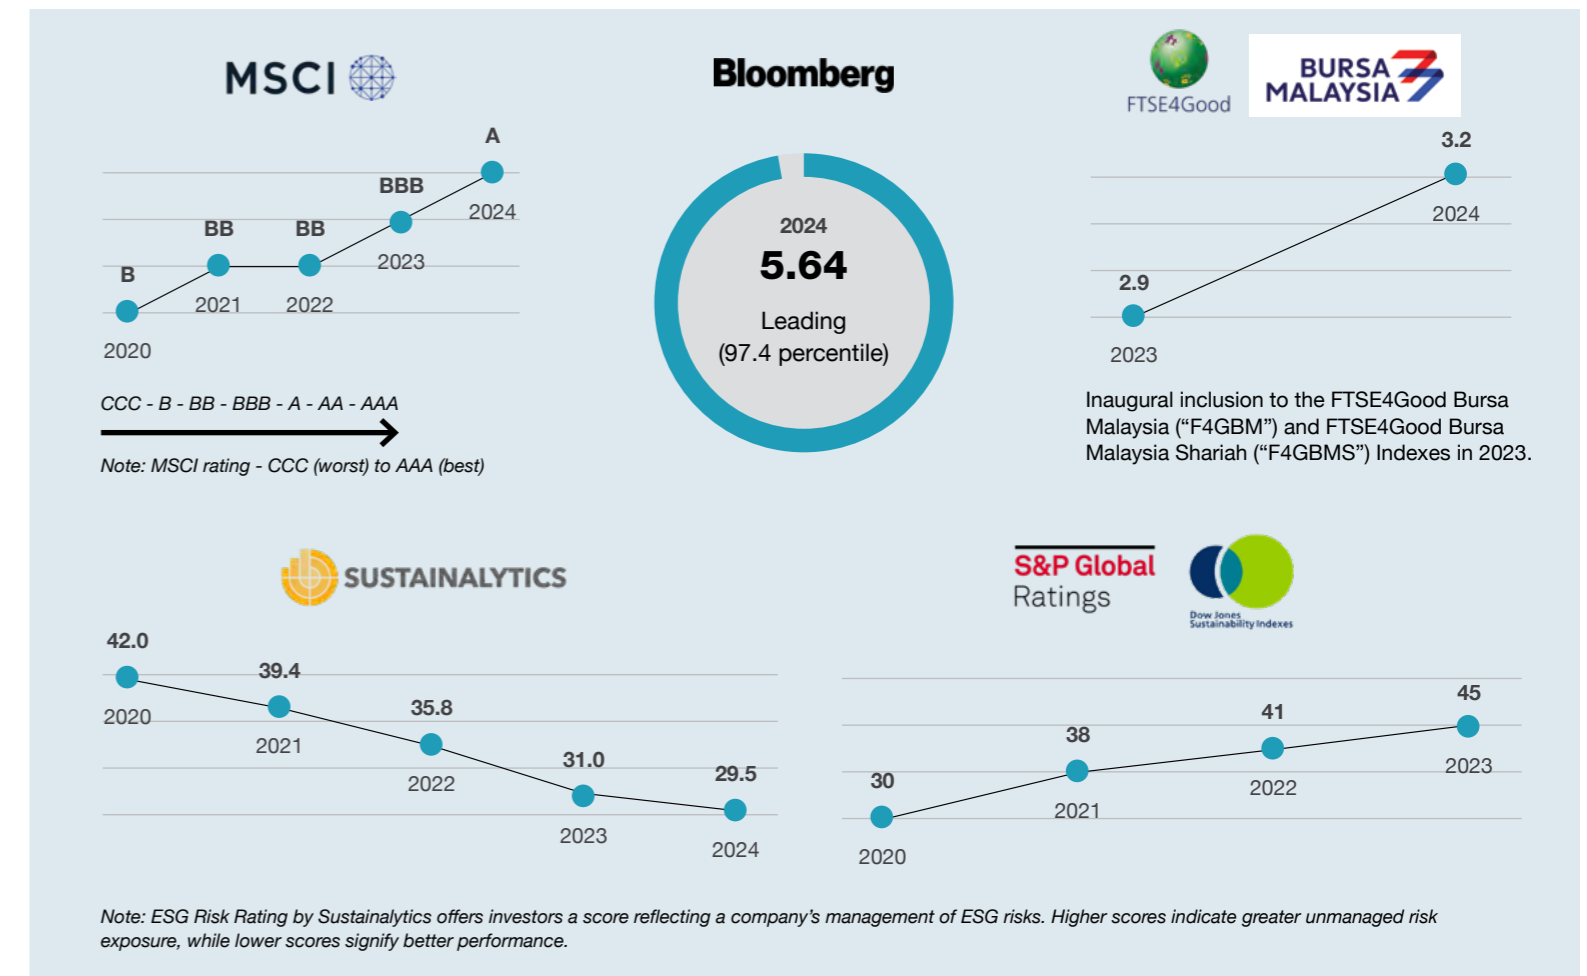 MSCI
A
BBB
BB
BB
B
2024
2023
2021
2022
2020
CCC - B - BB - BBB - A - AA - AAA
Note: MSCI rating - CCC (worst) to AAA (best)
Bloomberg
2024
5.64
Leading
(97.4 percentile)
FTSE4Good
BURSA
MALAYSIA
3.2
2024
2.9
2023
Inaugural inclusion to the FTSE4Good Bursa
Malaysia (“F4GBM”) and FTSE4Good Bursa
Malaysia Shariah (“F4GBMS”) Indexes in 2023.
SUSTAINALYTICS
42.0
39.4
35.8
31.0
29.5
2020
2021
2022
2023
2024
S&P Global
Ratings
Dow Jones
Sustainability Indexes
45
41
38
30
2023
2022
2021
2020
Note: ESG Risk Rating by Sustainalytics offers investors a score reflecting a company’s management of ESG risks. Higher scores indicate greater unmanaged risk
exposure, while lower scores signify better performance.